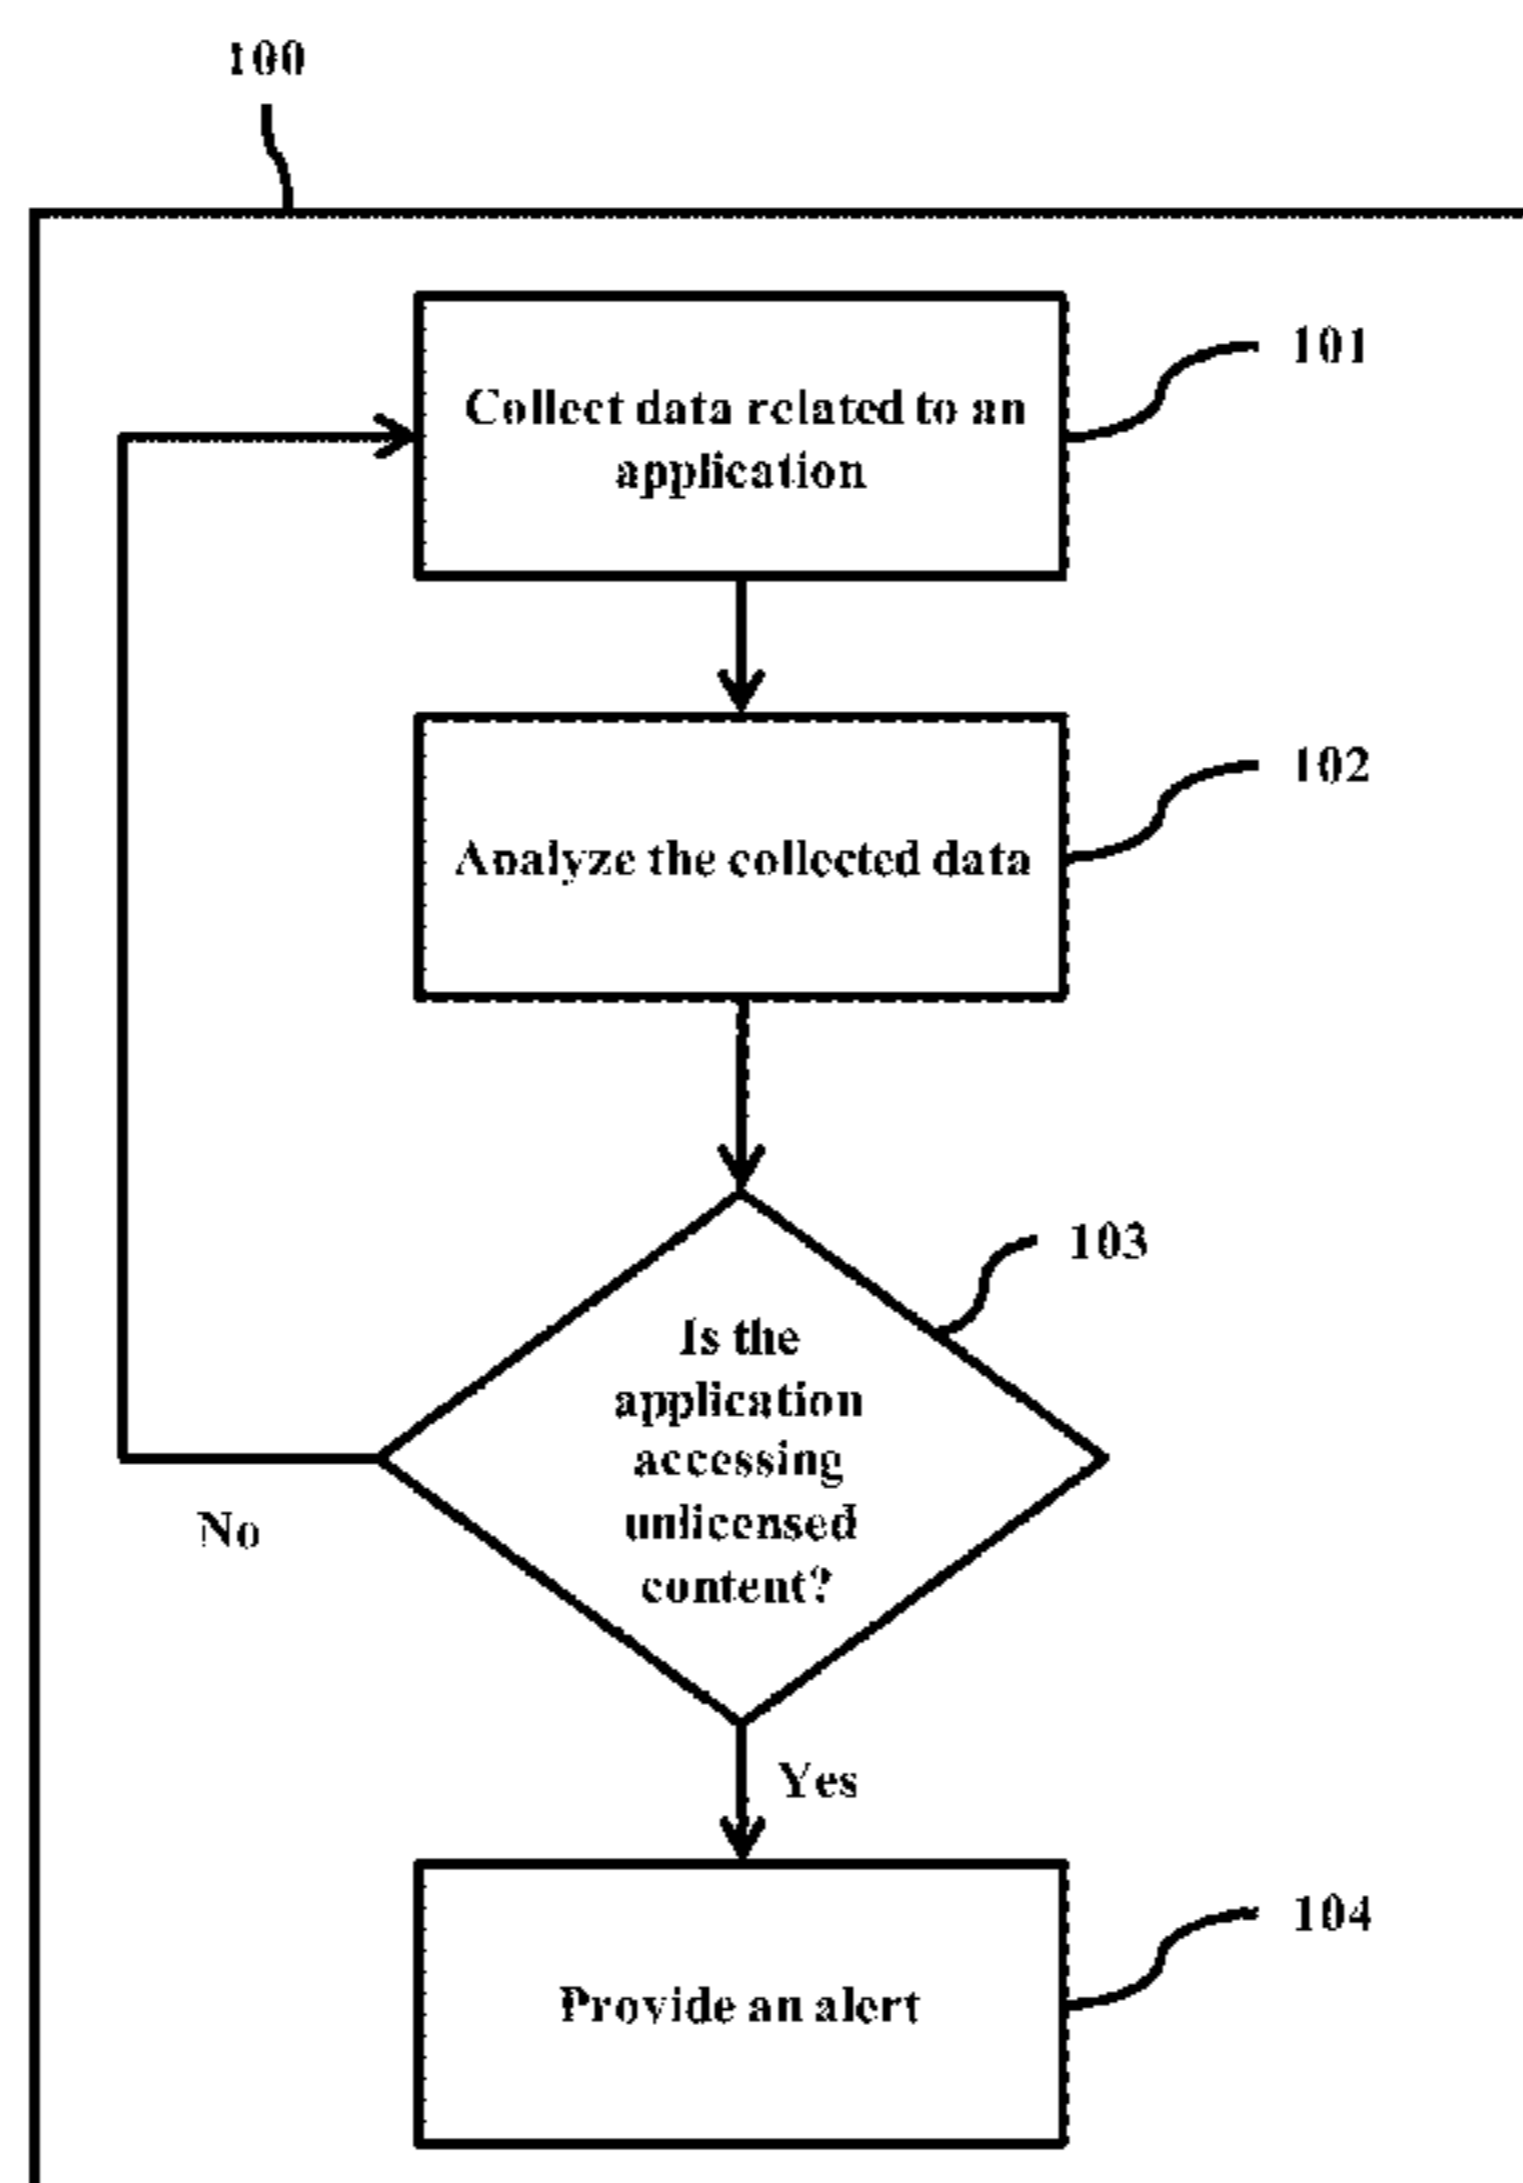 100
Collect data related to an
application
101
Analyze the collected data
102
Is the
application
accessing
unlicensed
content?
103
No
Yes
Provide an alert
104